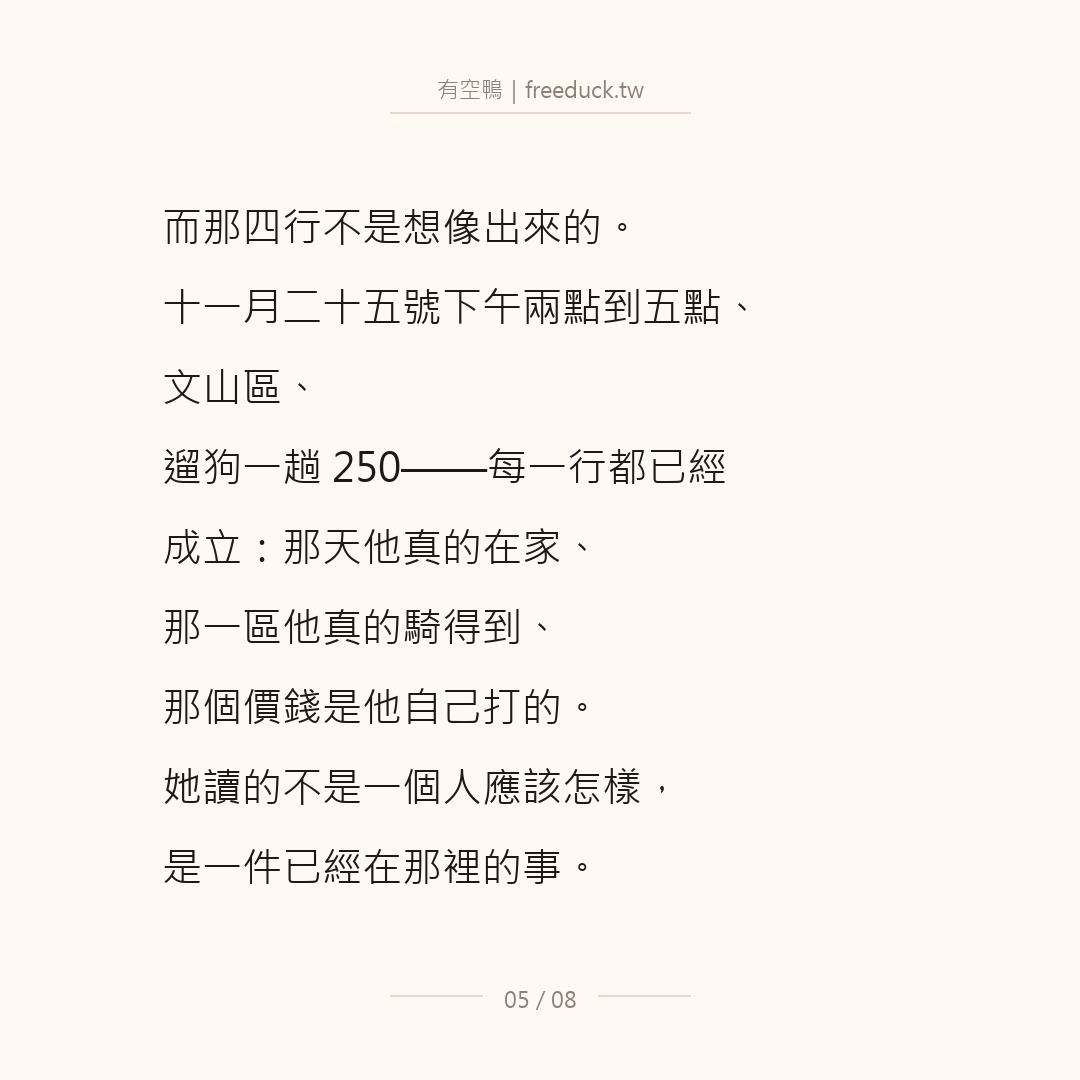 有空鴨 | freeduck.tw
而那四行不是想像出來的。
十一月二十五號下午兩點到五點、
文山區、
遛狗一趟 250——每一行都已經
成立：那天他真的在家、
那一區他真的騎得到、
那個價錢是他自己打的。
她讀的不是一個人應該怎樣，
是一件已經在那裡的事。
05 / 08